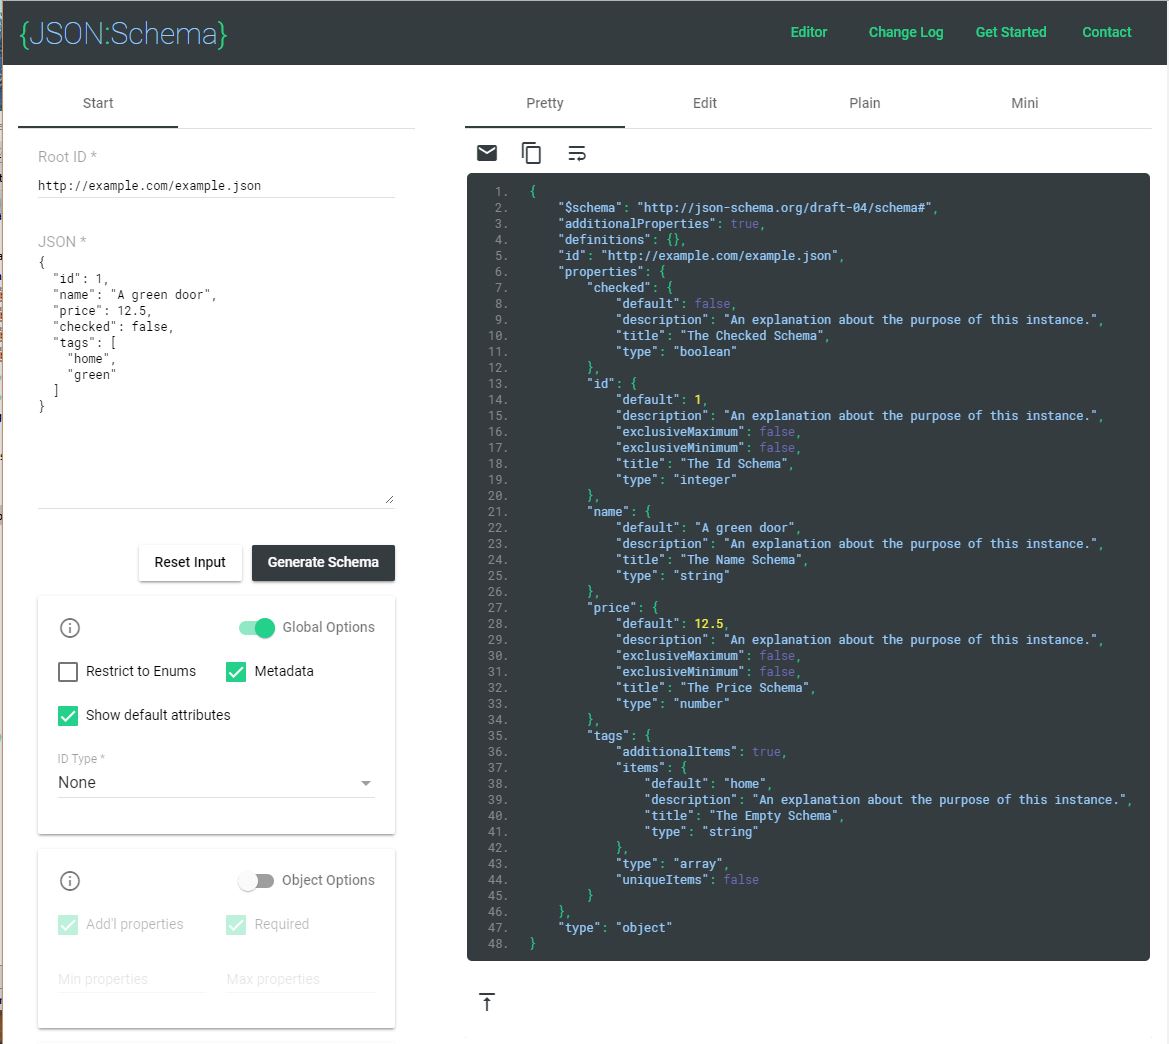 {JSON:Schema}
Editor
Change Log
Get Started
Contact
Start
Root ID *
http://example.com/example.json
JSON *
{
  "id": 1,
  "name": "A green door",
  "price": 12.5,
  "checked": false,
  "tags": [
    "home",
    "green"
  ]
}
Reset Input
Generate Schema
Global Options
Restrict to Enums
Metadata
Show default attributes
ID Type *
None
Object Options
Add'l properties
Required
Min properties
Max properties
Pretty
Edit
Plain
Mini
1. {
2.     "$schema": "http://json-schema.org/draft-04/schema#",
3.     "additionalProperties": true,
4.     "definitions": {},
5.     "id": "http://example.com/example.json",
6.     "properties": {
7.         "checked": {
8.             "default": false,
9.             "description": "An explanation about the purpose of this instance.",
10.             "title": "The Checked Schema",
11.             "type": "boolean"
12.         },
13.         "id": {
14.             "default": 1,
15.             "description": "An explanation about the purpose of this instance.",
16.             "exclusiveMaximum": false,
17.             "exclusiveMinimum": false,
18.             "title": "The Id Schema",
19.             "type": "integer"
20.         },
21.         "name": {
22.             "default": "A green door",
23.             "description": "An explanation about the purpose of this instance.",
24.             "title": "The Name Schema",
25.             "type": "string"
26.         },
27.         "price": {
28.             "default": 12.5,
29.             "description": "An explanation about the purpose of this instance.",
30.             "exclusiveMaximum": false,
31.             "exclusiveMinimum": false,
32.             "title": "The Price Schema",
33.             "type": "number"
34.         },
35.         "tags": {
36.             "additionalItems": true,
37.             "items": {
38.                 "default": "home",
39.                 "description": "An explanation about the purpose of this instance.",
40.                 "title": "The Empty Schema",
41.                 "type": "string"
42.             },
43.             "type": "array",
44.             "uniqueItems": false
45.         }
46.     },
47.     "type": "object"
48. }